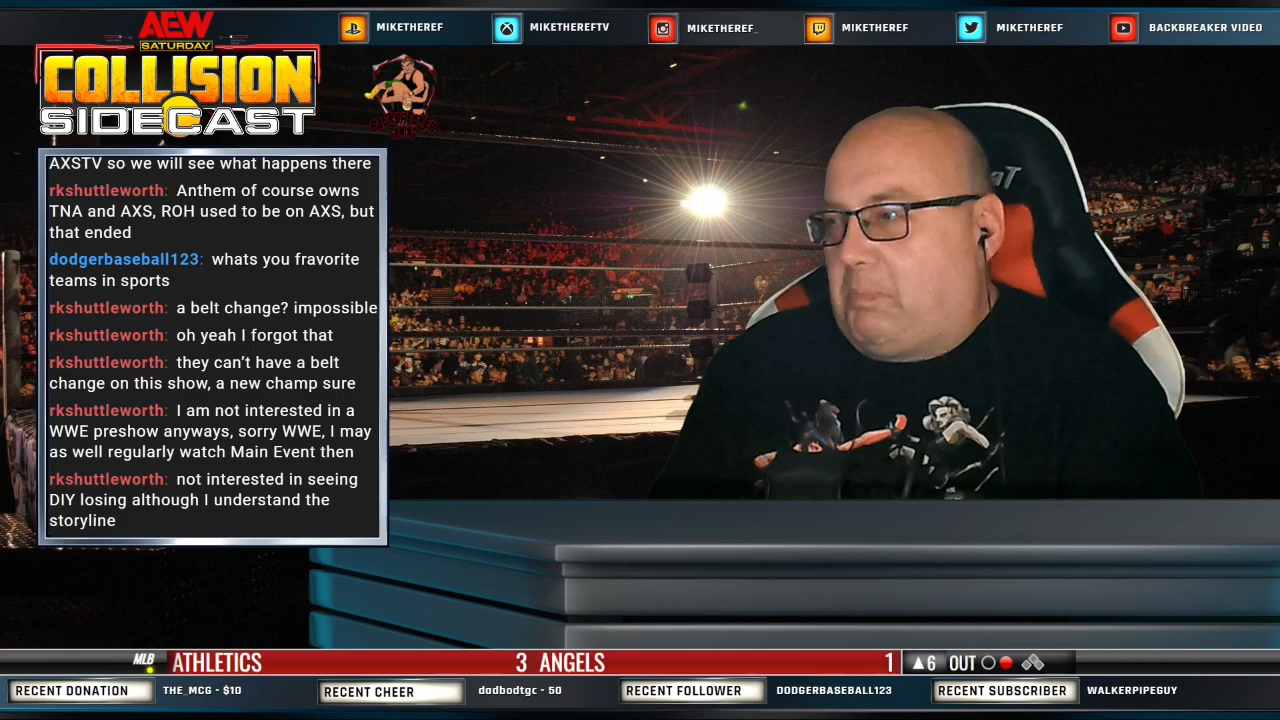 AEW
SATURDAY
COLLISION
SIDECAST
MIKETHEREF
MIKETHEREFTV
MIKETHEREF_
MIKETHEREF
MIKETHEREF
BACKBREAKER VIDEO
AXSTV so we will see what happens there
rkshuttleworth: Anthem of course owns
TNA and AXS, ROH used to be on AXS, but
that ended
dodgerbaseball123: whats you fravorite
teams in sports
rkshuttleworth: a belt change? impossible
rkshuttleworth: oh yeah I forgot that
rkshuttleworth: they can't have a belt
change on this show, a new champ sure
rkshuttleworth: I am not interested in a
WWE preshow anyways, sorry WWE, I may
as well regularly watch Main Event then
rkshuttleworth: not interested in seeing
DIY losing although I understand the
storyline
MLB ATHLETICS 3 ANGELS 1 ▲6 OUT
RECENT DONATION THE_MCG - $10 RECENT CHEER dadbodtgc - 50 RECENT FOLLOWER DODGERBASEBALL123 RECENT SUBSCRIBER WALKERPIPEGUY